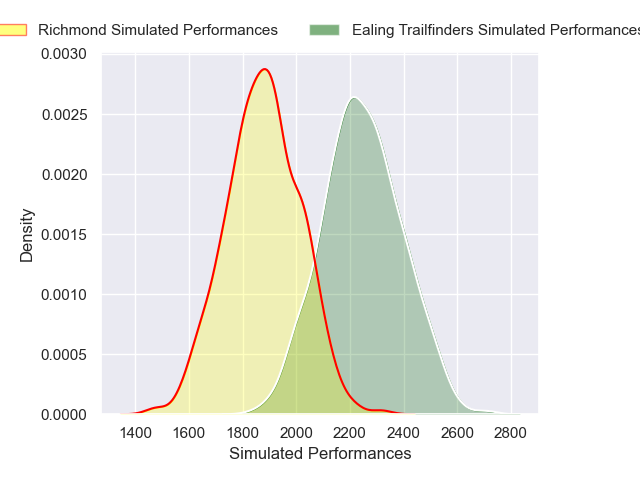 Richmond Simulated Performances
Ealing Trailfinders Simulated Performances
0.0030
0.0025
0.0020
0.0015
0.0010
0.0005
0.0000
Density
1400 1600 1800 2000 2200 2400 2600 2800
Simulated Performances